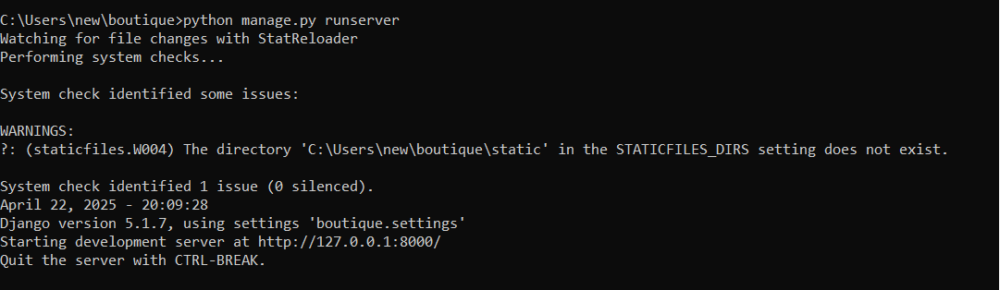 C:\Users\new\boutique>python manage.py runserver
Watching for file changes with StatReloader
Performing system checks...
System check identified some issues:
WARNINGS:
?: (staticfiles.W004) The directory 'C:\Users\new\boutique\static' in the STATICFILES_DIRS setting does not exist.
System check identified 1 issue (0 silenced).
April 22, 2025 - 20:09:28
Django version 5.1.7, using settings 'boutique.settings'
Starting development server at http://127.0.0.1:8000/
Quit the server with CTRL-BREAK.